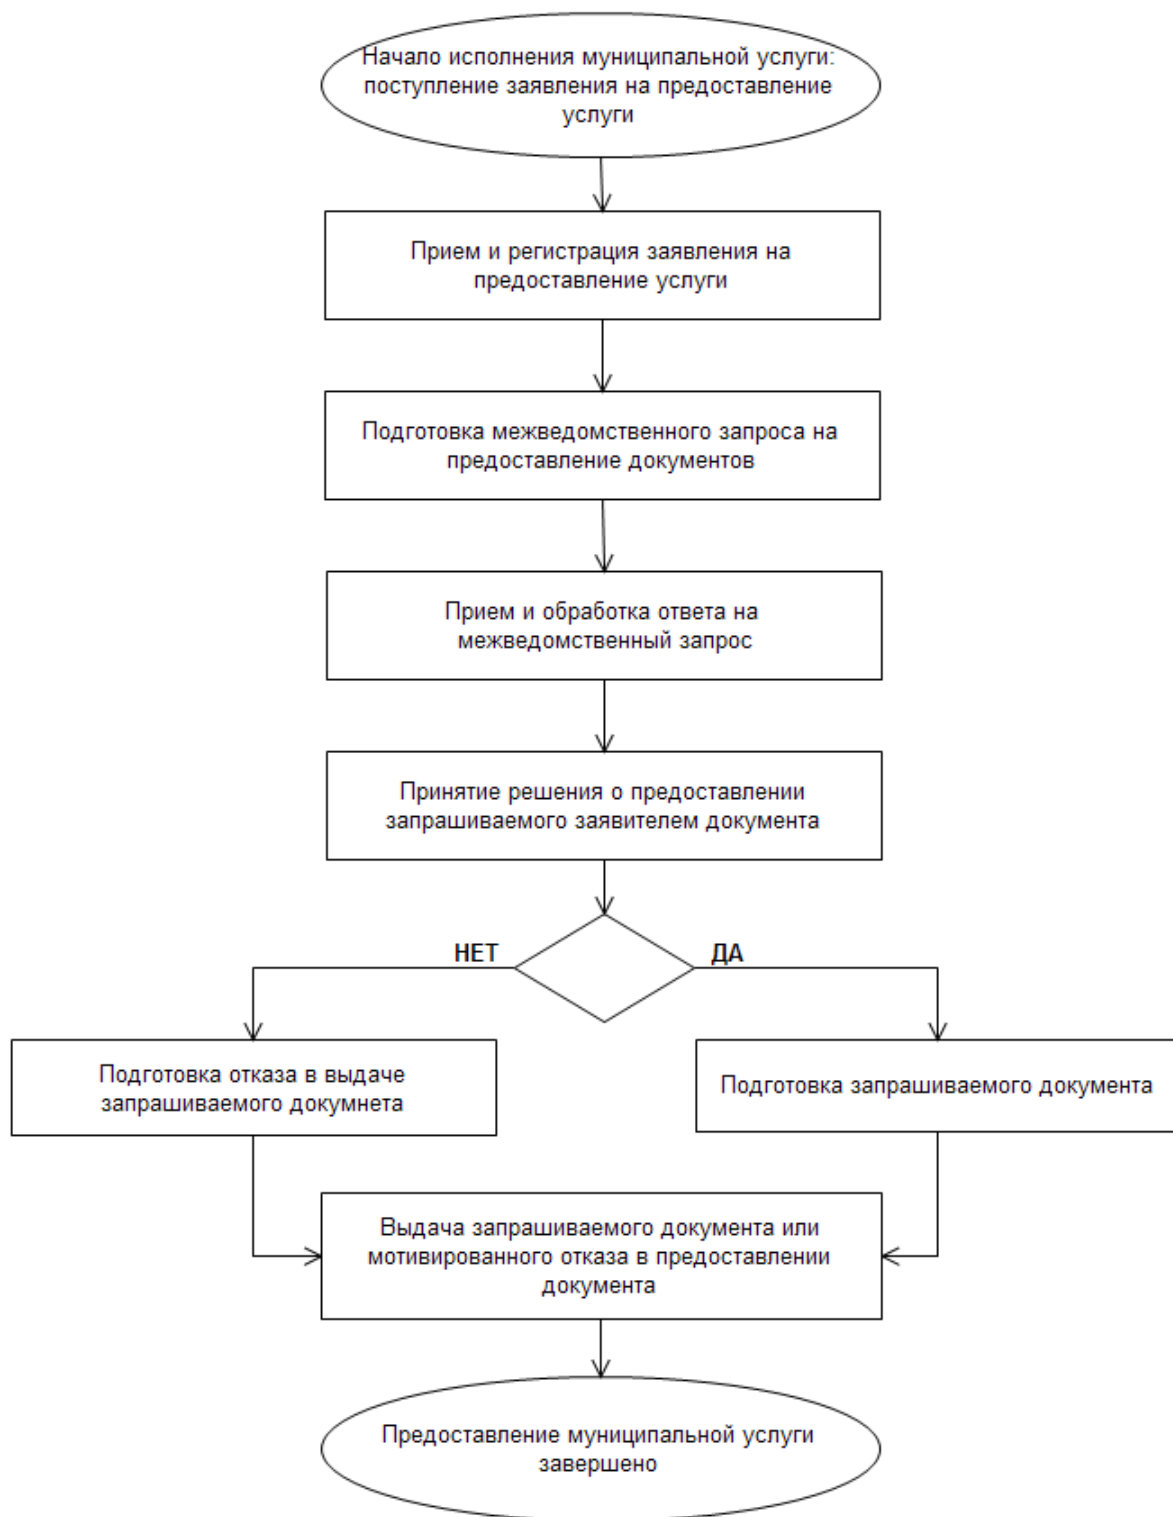 Начало исполнения муниципальной услуги:
поступление заявления на предоставление
услуги
Прием и регистрация заявления на
предоставление услуги
Подготовка межведомственного запроса на
предоставление документов
Прием и обработка ответа на
межведомственный запрос
Принятие решения о предоставлении
запрашиваемого заявителем документа
НЕТ
ДА
Подготовка отказа в выдаче
запрашиваемого докумнета
Подготовка запрашиваемого документа
Выдача запрашиваемого документа или
мотивированного отказа в предоставлении
документа
Предоставление муниципальной услуги
завершено